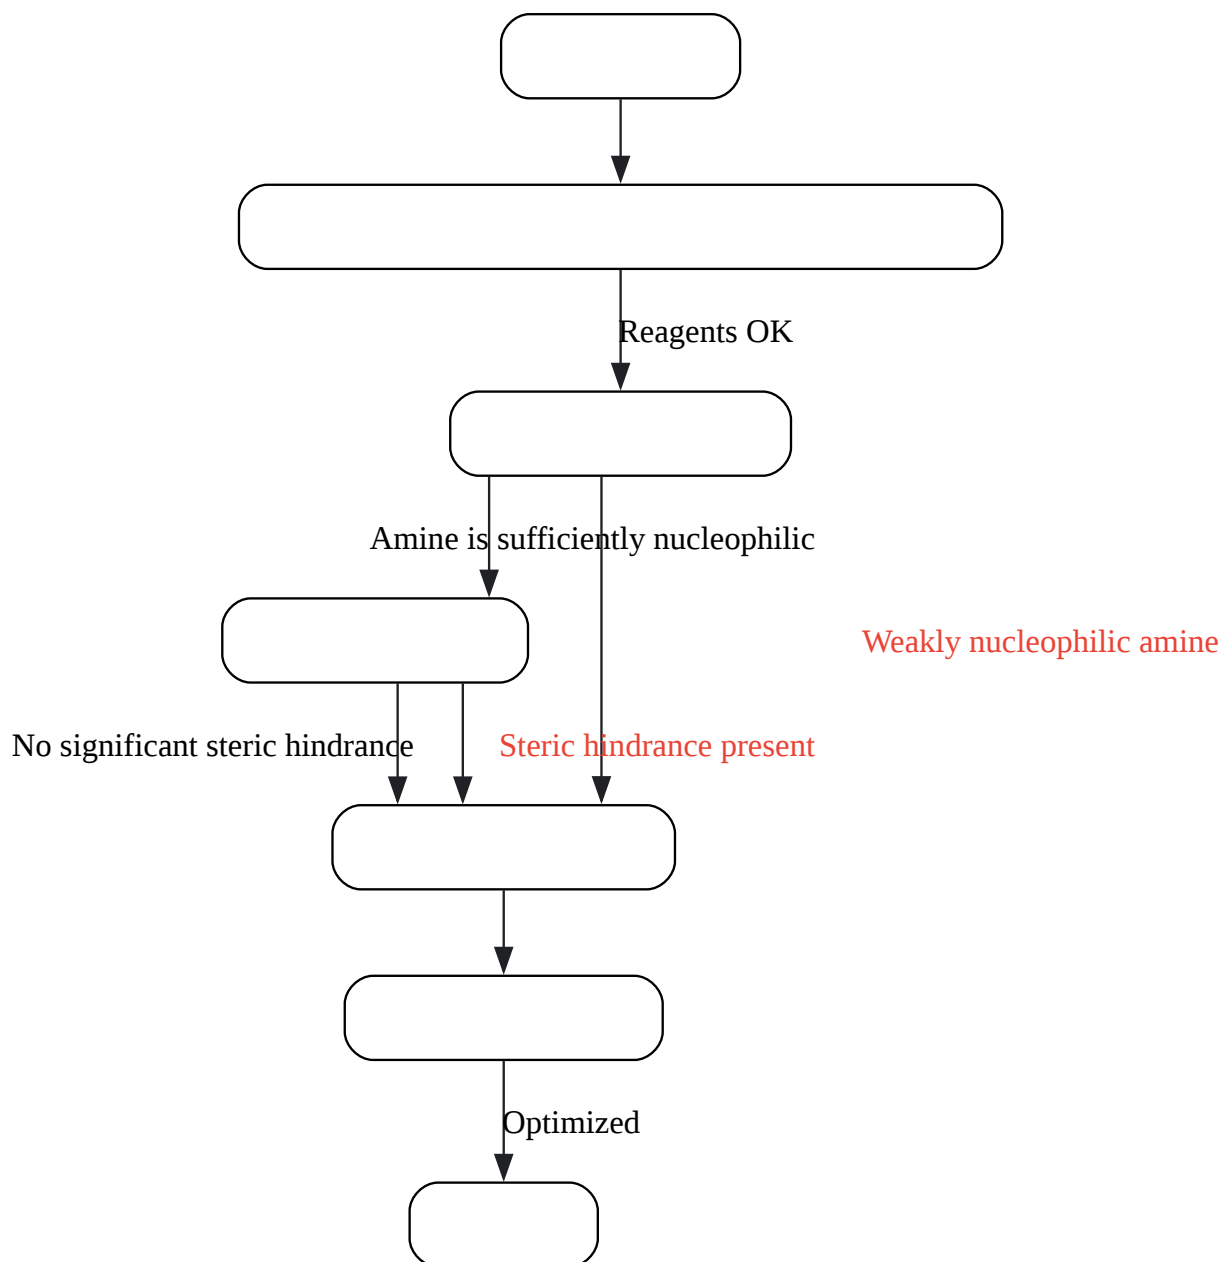 Reagents OK
Amine is sufficiently nucleophilic
Weakly nucleophilic amine
No significant steric hindrance
Steric hindrance present
Optimized